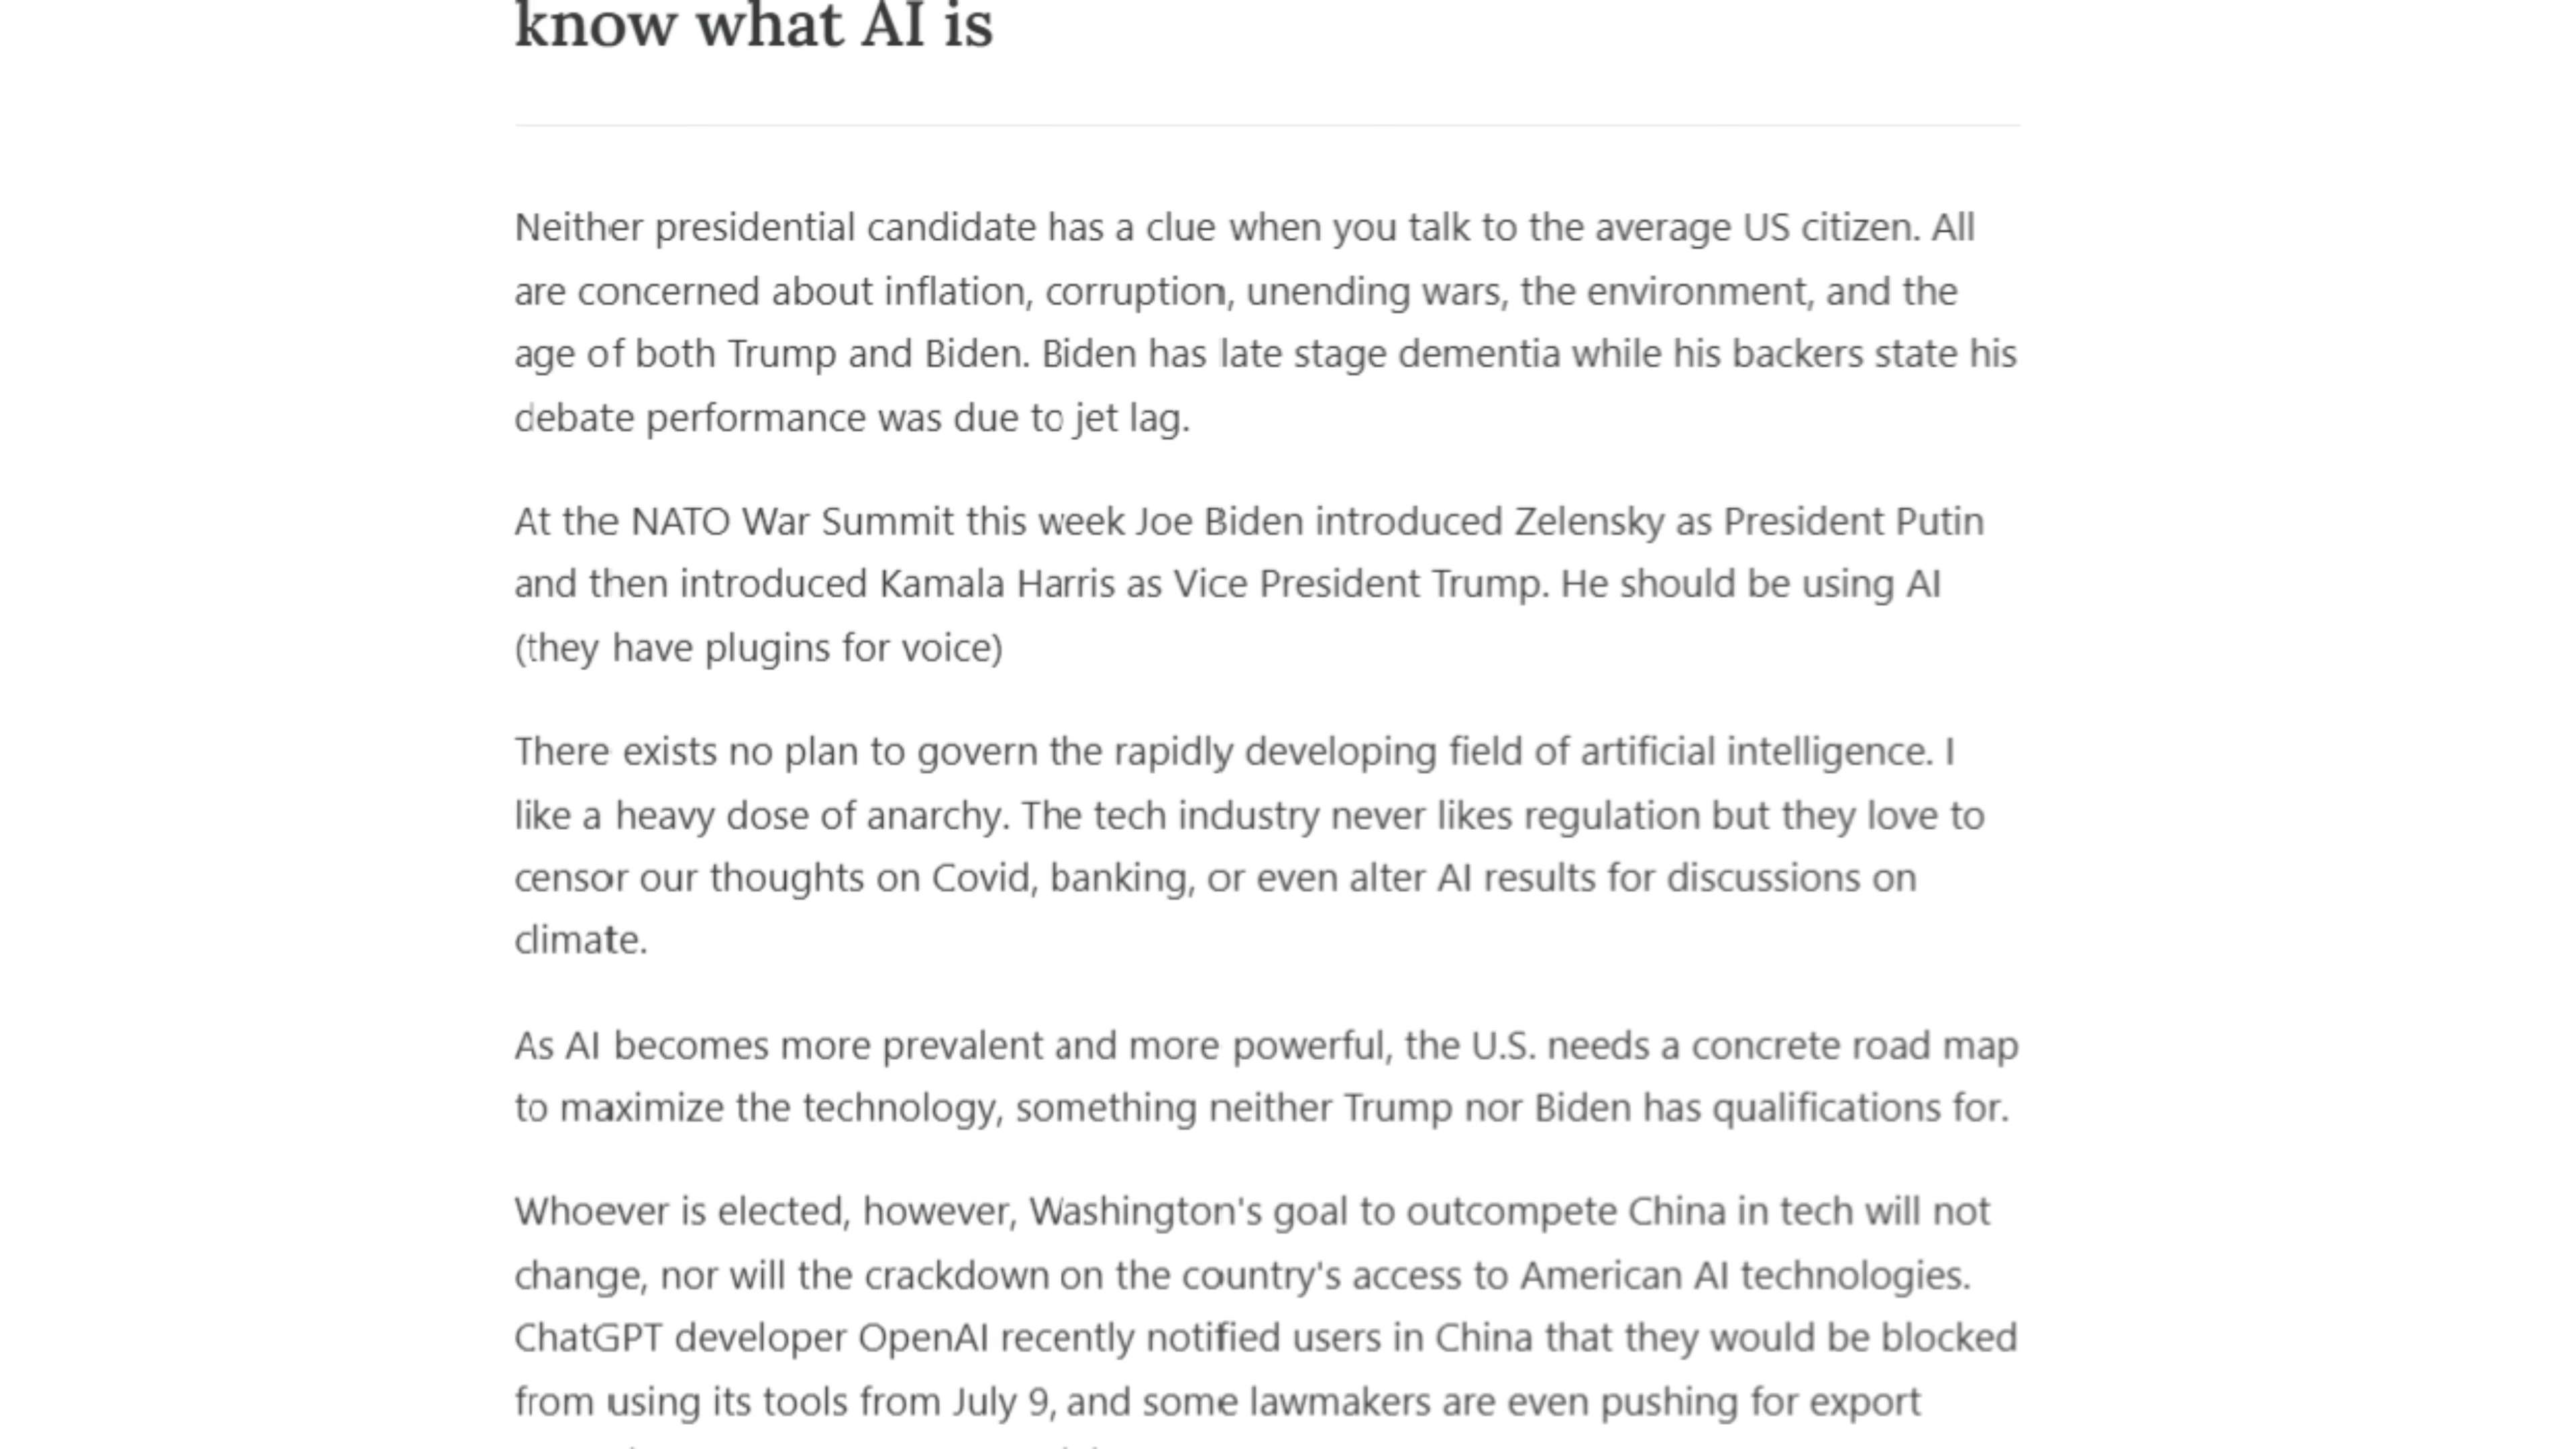 know what AI is
Neither presidential candidate has a clue when you talk to the average US citizen. All
are concerned about inflation, corruption, unending wars, the environment, and the
age of both Trump and Biden. Biden has late stage dementia while his backers state his
debate performance was due to jet lag.
At the NATO War Summit this week Joe Biden introduced Zelensky as President Putin
and then introduced Kamala Harris as Vice President Trump. He should be using AI
(they have plugins for voice)
There exists no plan to govern the rapidly developing field of artificial intelligence. I
like a heavy dose of anarchy. The tech industry never likes regulation but they love to
censor our thoughts on Covid, banking, or even alter AI results for discussions on
climate.
As AI becomes more prevalent and more powerful, the U.S. needs a concrete road map
to maximize the technology, something neither Trump nor Biden has qualifications for.
Whoever is elected, however, Washington's goal to outcompete China in tech will not
change, nor will the crackdown on the country's access to American AI technologies.
ChatGPT developer OpenAI recently notified users in China that they would be blocked
from using its tools from July 9, and some lawmakers are even pushing for export